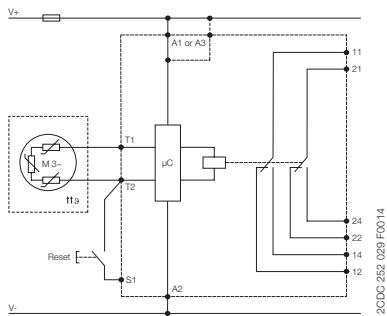 V+
A1 or A3
11
21
T1
M 3~
µC
T2
↑↑ϑ
24
22
14
12
Reset
S1
A2
V-
2CDC 252 029 F0014